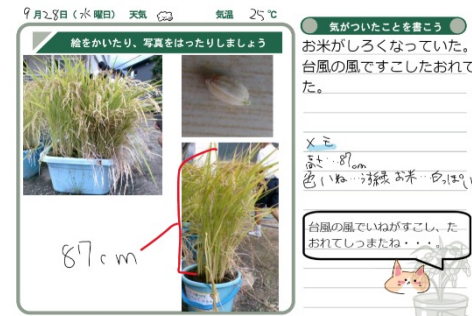 9月28日(水曜日) 天気 気温 25℃
絵をかいたり、写真をはったりしましょう
87cm
気がついたことを書こう
お米がしろくなっていた。
台風の風ですこしたおれて
た。
メモ
高さ…87cm
色 いね…うす緑 お米…白っぽい
台風の風でいねがすこし、た
おれてしっまたね・・・。